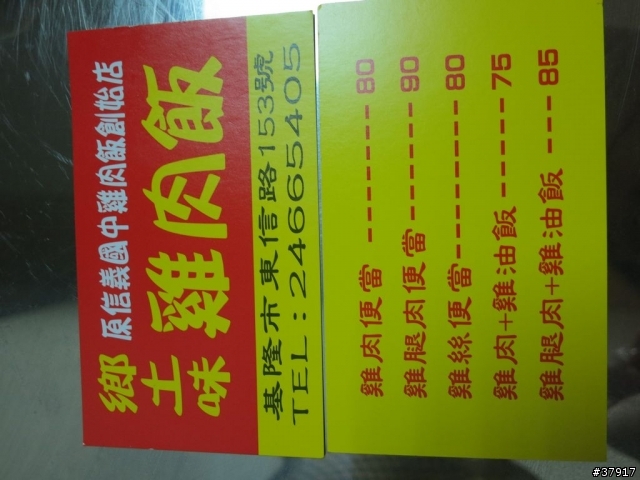 鄉土味
原信義國中雞肉飯創始店
雞肉飯
基隆市東信路153號
TEL:24665405
雞肉便當 -------- 80
雞腿肉便當 ------- 90
雞絲便當-------- 80
雞肉+雞油飯 ----- 75
雞腿肉+雞油飯 --- 85
#37917